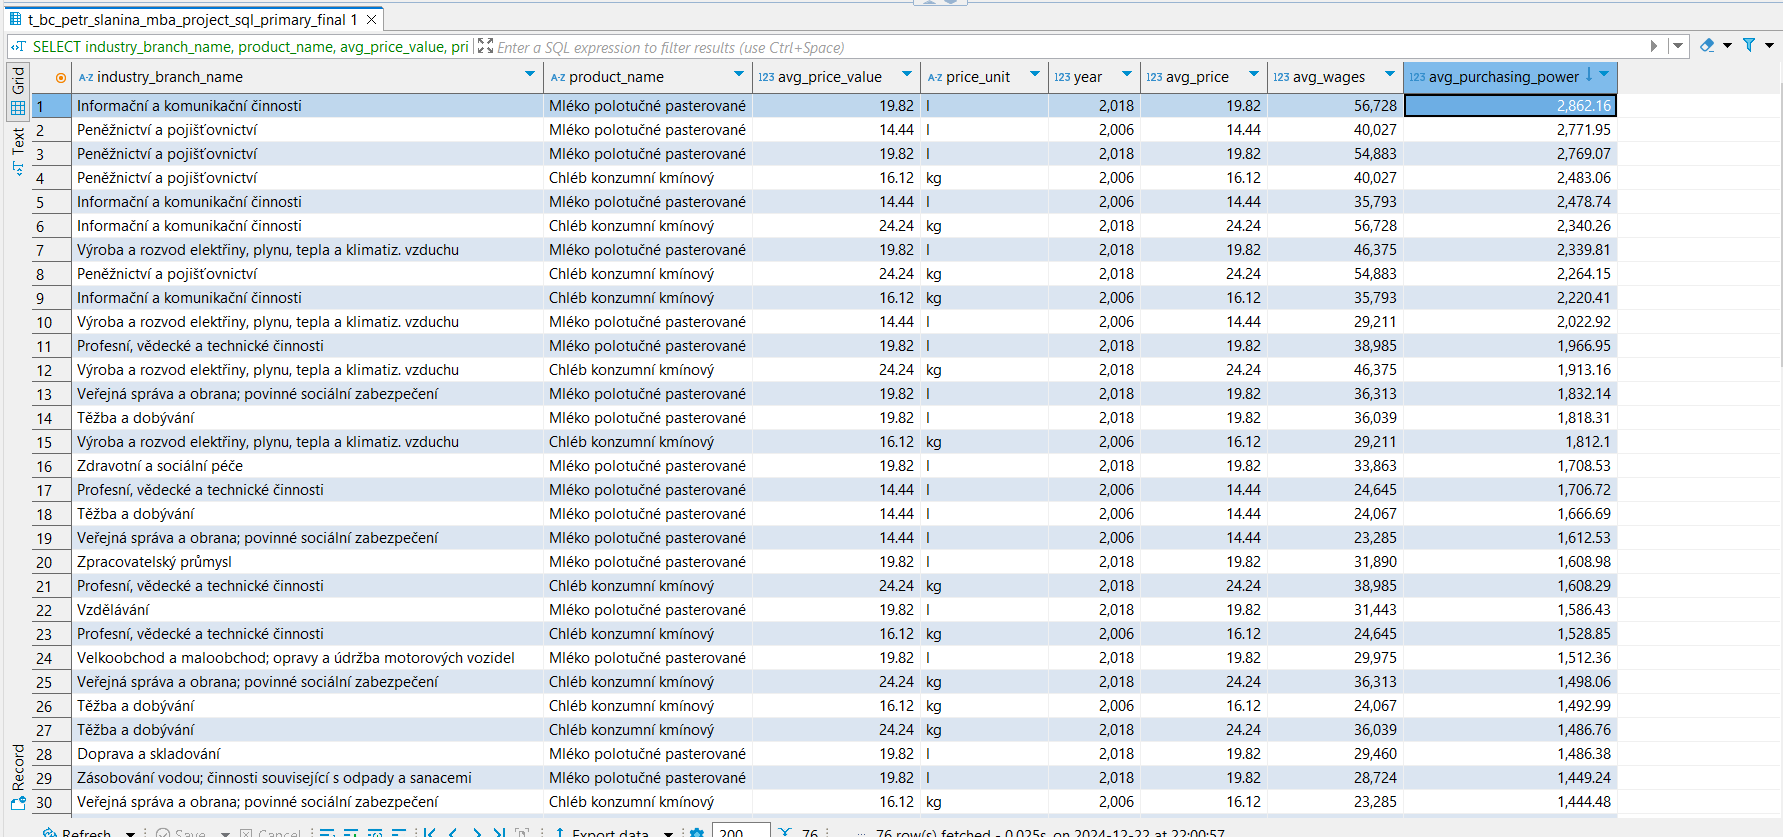 t_bc_petr_slanina_mba_project_sql_primary_final 1
SELECT industry_branch_name, product_name, avg_price_value, pri Enter a SQL expression to filter results (use Ctrl+Space)
Grid
Text
Record
industry_branch_name product_name avg_price_value price_unit year avg_price avg_wages avg_purchasing_power
1 Informační a komunikační činnosti Mléko polotučné pasterované 19.82 l 2,018 19.82 56,728 2,862.16
2 Peněžnictví a pojišťovnictví Mléko polotučné pasterované 14.44 l 2,006 14.44 40,027 2,771.95
3 Peněžnictví a pojišťovnictví Mléko polotučné pasterované 19.82 l 2,018 19.82 54,883 2,769.07
4 Peněžnictví a pojišťovnictví Chléb konzumní kmínový 16.12 kg 2,006 16.12 40,027 2,483.06
5 Informační a komunikační činnosti Mléko polotučné pasterované 14.44 l 2,006 14.44 35,793 2,478.74
6 Informační a komunikační činnosti Chléb konzumní kmínový 24.24 kg 2,018 24.24 56,728 2,340.26
7 Výroba a rozvod elektřiny, plynu, tepla a klimatiz. vzduchu Mléko polotučné pasterované 19.82 l 2,018 19.82 46,375 2,339.81
8 Peněžnictví a pojišťovnictví Chléb konzumní kmínový 24.24 kg 2,018 24.24 54,883 2,264.15
9 Informační a komunikační činnosti Chléb konzumní kmínový 16.12 kg 2,006 16.12 35,793 2,220.41
10 Výroba a rozvod elektřiny, plynu, tepla a klimatiz. vzduchu Mléko polotučné pasterované 14.44 l 2,006 14.44 29,211 2,022.92
11 Profesní, vědecké a technické činnosti Mléko polotučné pasterované 19.82 l 2,018 19.82 38,985 1,966.95
12 Výroba a rozvod elektřiny, plynu, tepla a klimatiz. vzduchu Chléb konzumní kmínový 24.24 kg 2,018 24.24 46,375 1,913.16
13 Veřejná správa a obrana; povinné sociální zabezpečení Mléko polotučné pasterované 19.82 l 2,018 19.82 36,313 1,832.14
14 Těžba a dobývání Mléko polotučné pasterované 19.82 l 2,018 19.82 36,039 1,818.31
15 Výroba a rozvod elektřiny, plynu, tepla a klimatiz. vzduchu Chléb konzumní kmínový 16.12 kg 2,006 16.12 29,211 1,812.1
16 Zdravotní a sociální péče Mléko polotučné pasterované 19.82 l 2,018 19.82 33,863 1,708.53
17 Profesní, vědecké a technické činnosti Mléko polotučné pasterované 14.44 l 2,006 14.44 24,645 1,706.72
18 Těžba a dobývání Mléko polotučné pasterované 14.44 l 2,006 14.44 24,067 1,666.69
19 Veřejná správa a obrana; povinné sociální zabezpečení Mléko polotučné pasterované 14.44 l 2,006 14.44 23,285 1,612.53
20 Zpracovatelský průmysl Mléko polotučné pasterované 19.82 l 2,018 19.82 31,890 1,608.98
21 Profesní, vědecké a technické činnosti Chléb konzumní kmínový 24.24 kg 2,018 24.24 38,985 1,608.29
22 Vzdělávání Mléko polotučné pasterované 19.82 l 2,018 19.82 31,443 1,586.43
23 Profesní, vědecké a technické činnosti Chléb konzumní kmínový 16.12 kg 2,006 16.12 24,645 1,528.85
24 Velkoobchod a maloobchod; opravy a údržba motorových vozidel Mléko polotučné pasterované 19.82 l 2,018 19.82 29,975 1,512.36
25 Veřejná správa a obrana; povinné sociální zabezpečení Chléb konzumní kmínový 24.24 kg 2,018 24.24 36,313 1,498.06
26 Těžba a dobývání Chléb konzumní kmínový 16.12 kg 2,006 16.12 24,067 1,492.99
27 Těžba a dobývání Chléb konzumní kmínový 24.24 kg 2,018 24.24 36,039 1,486.76
28 Doprava a skladování Mléko polotučné pasterované 19.82 l 2,018 19.82 29,460 1,486.38
29 Zásobování vodou; činnosti související s odpady a sanacemi Mléko polotučné pasterované 19.82 l 2,018 19.82 28,724 1,449.24
30 Veřejná správa a obrana; povinné sociální zabezpečení Chléb konzumní kmínový 16.12 kg 2,006 16.12 23,285 1,444.48
Refresh Save Cancel Export data 200 76 76 row(s) fetched - 0.025s, on 2024-12-22 at 22:00:57